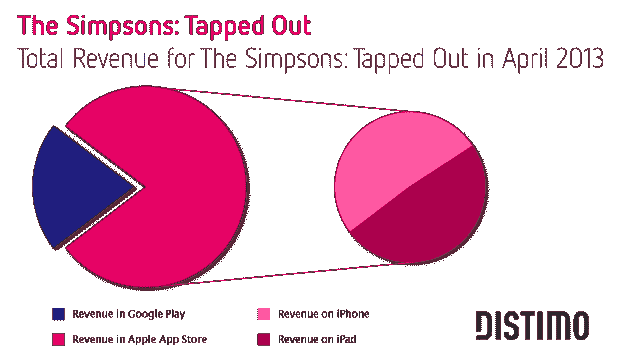 The Simpsons: Tapped Out
Total Revenue for The Simpsons: Tapped Out in April 2013
Revenue in Google Play
Revenue on iPhone
Revenue in Apple App Store
Revenue on iPad
DISTIMO